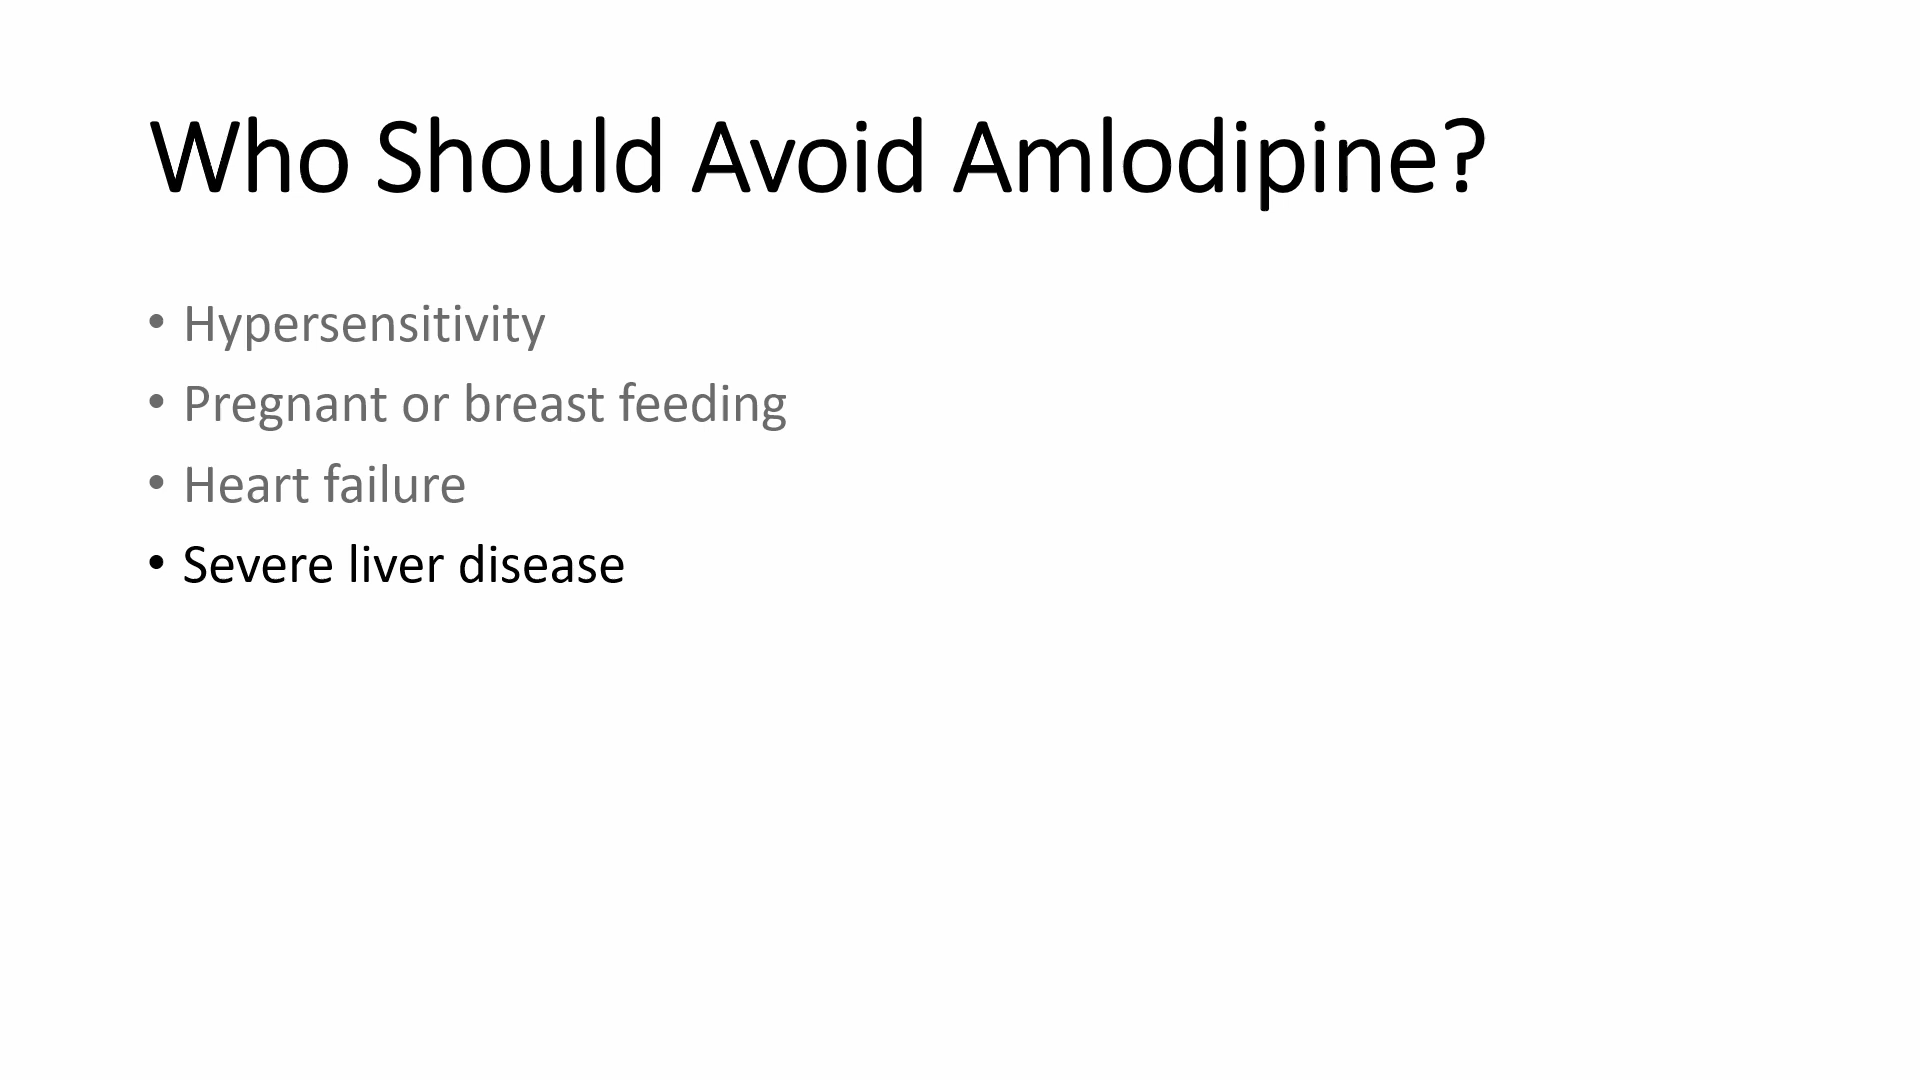 Who Should Avoid Amlodipine?
• Hypersensitivity
• Pregnant or breast feeding
• Heart failure
• Severe liver disease